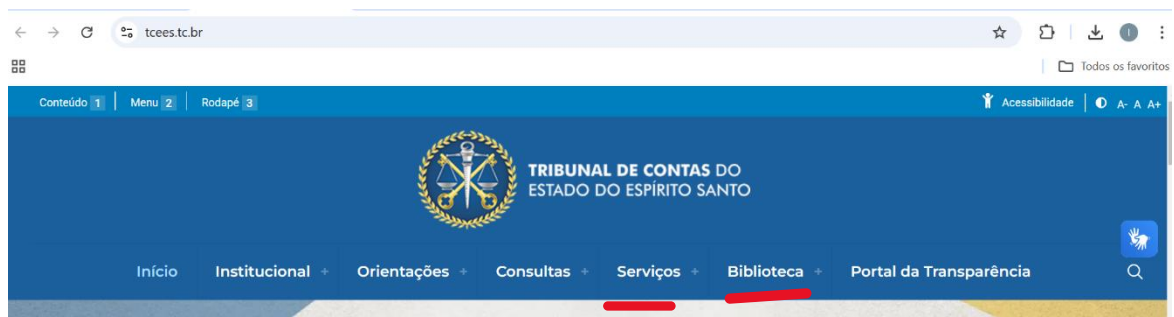 tcees.tc.br
Todos os favoritos
Conteúdo 1 Menu 2 Rodapé 3 Acessibilidade A- A A+
TRIBUNAL DE CONTAS DO
ESTADO DO ESPÍRITO SANTO
Início Institucional + Orientações + Consultas + Serviços + Biblioteca + Portal da Transparência